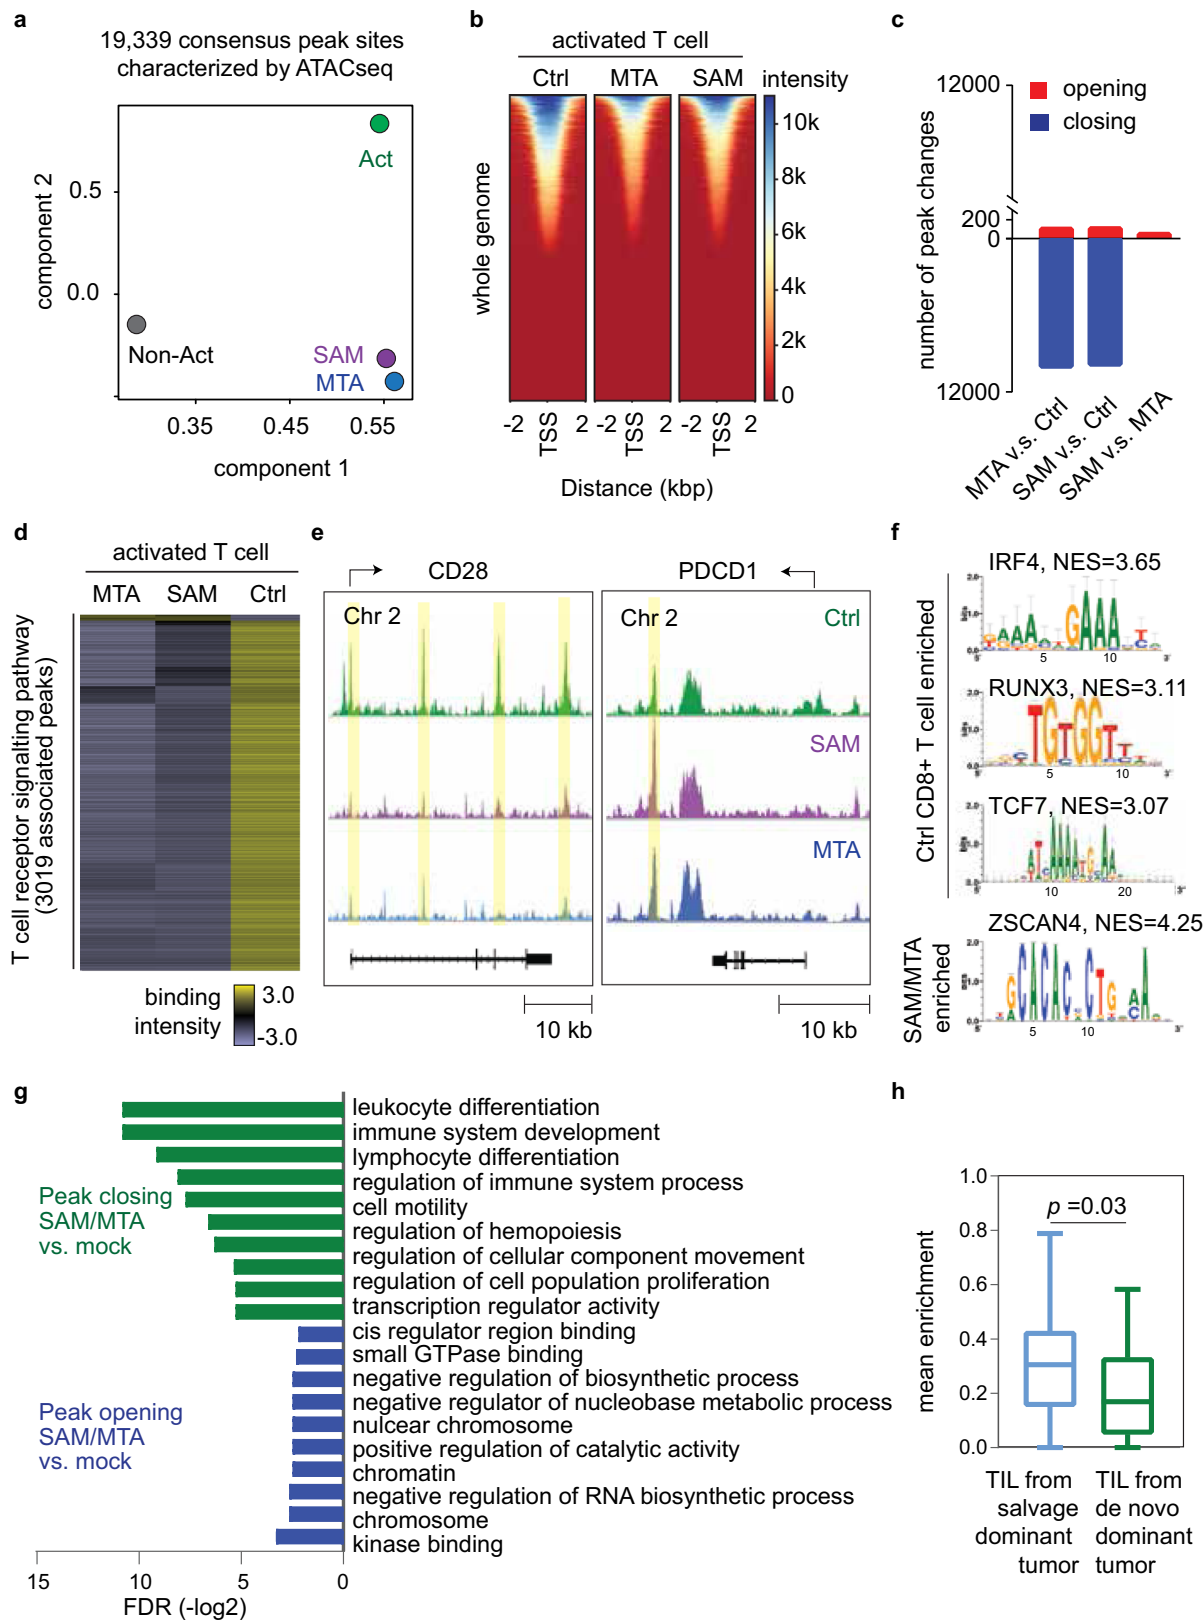 a
19,339 consensus peak sites
characterized by ATACseq
component 2
0.5
0.0
Act
Non-Act
SAM
MTA
0.35 0.45 0.55
component 1
b
activated T cell
Ctrl MTA SAM intensity
whole genome
10k
8k
6k
4k
2k
0
-2 TSS 2 -2 TSS 2 -2 TSS 2
Distance (kbp)
c
12000
opening
closing
number of peak changes
200
0
12000
MTA v.s. Ctrl
SAM v.s. Ctrl
SAM v.s. MTA
d
activated T cell
MTA SAM Ctrl
T cell receptor signalting pathway
(3019 associated peaks)
binding
intensity
3.0
-3.0
e
CD28 PDCD1
Chr 2 Chr 2 Ctrl
SAM
MTA
10 kb 10 kb
f
Ctrl CD8+ T cell enriched
IRF4, NES=3.65
5 10
RUNX3, NES=3.11
5 10
TCF7, NES=3.07
10 20
SAM/MTA
enriched
ZSCAN4, NES=4.25
5 10
g
Peak closing
SAM/MTA
vs. mock
Peak opening
SAM/MTA
vs. mock
leukocyte differentiation
immune system development
lymphocyte differentiation
regulation of immune system process
cell motility
regulation of hemopoiesis
regulation of cellular component movement
regulation of cell population proliferation
transcription regulator activity
cis regulator region binding
small GTPase binding
negative regulation of biosynthetic process
negative regulator of nucleobase metabolic process
nulcear chromosome
positive regulation of catalytic activity
chromatin
negative regulation of RNA biosynthetic process
chromosome
kinase binding
15 10 5 0
FDR (-log2)
h
mean enrichment
1.0
0.8
0.6
0.4
0.2
0.0
p =0.03
TIL from
salvage
dominant
tumor
TIL from
de novo
dominant
tumor